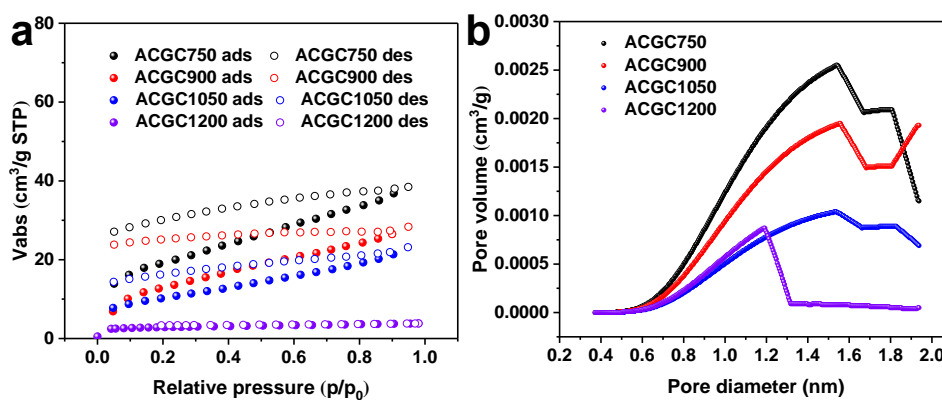 a
80
60
40
20
0
0.0 0.2 0.4 0.6 0.8 1.0
Vabs (cm³/g STP)
Relative pressure (p/p₀)
ACGC750 ads ACGC750 des
ACGC900 ads ACGC900 des
ACGC1050 ads ACGC1050 des
ACGC1200 ads ACGC1200 des
b
0.0025
0.0020
0.0015
0.0010
0.0005
0.0000
0.2 0.4 0.6 0.8 1.0 1.2 1.4 1.6 1.8 2.0
Pore volume (cm³/g)
Pore diameter (nm)
ACGC750
ACGC900
ACGC1050
ACGC1200